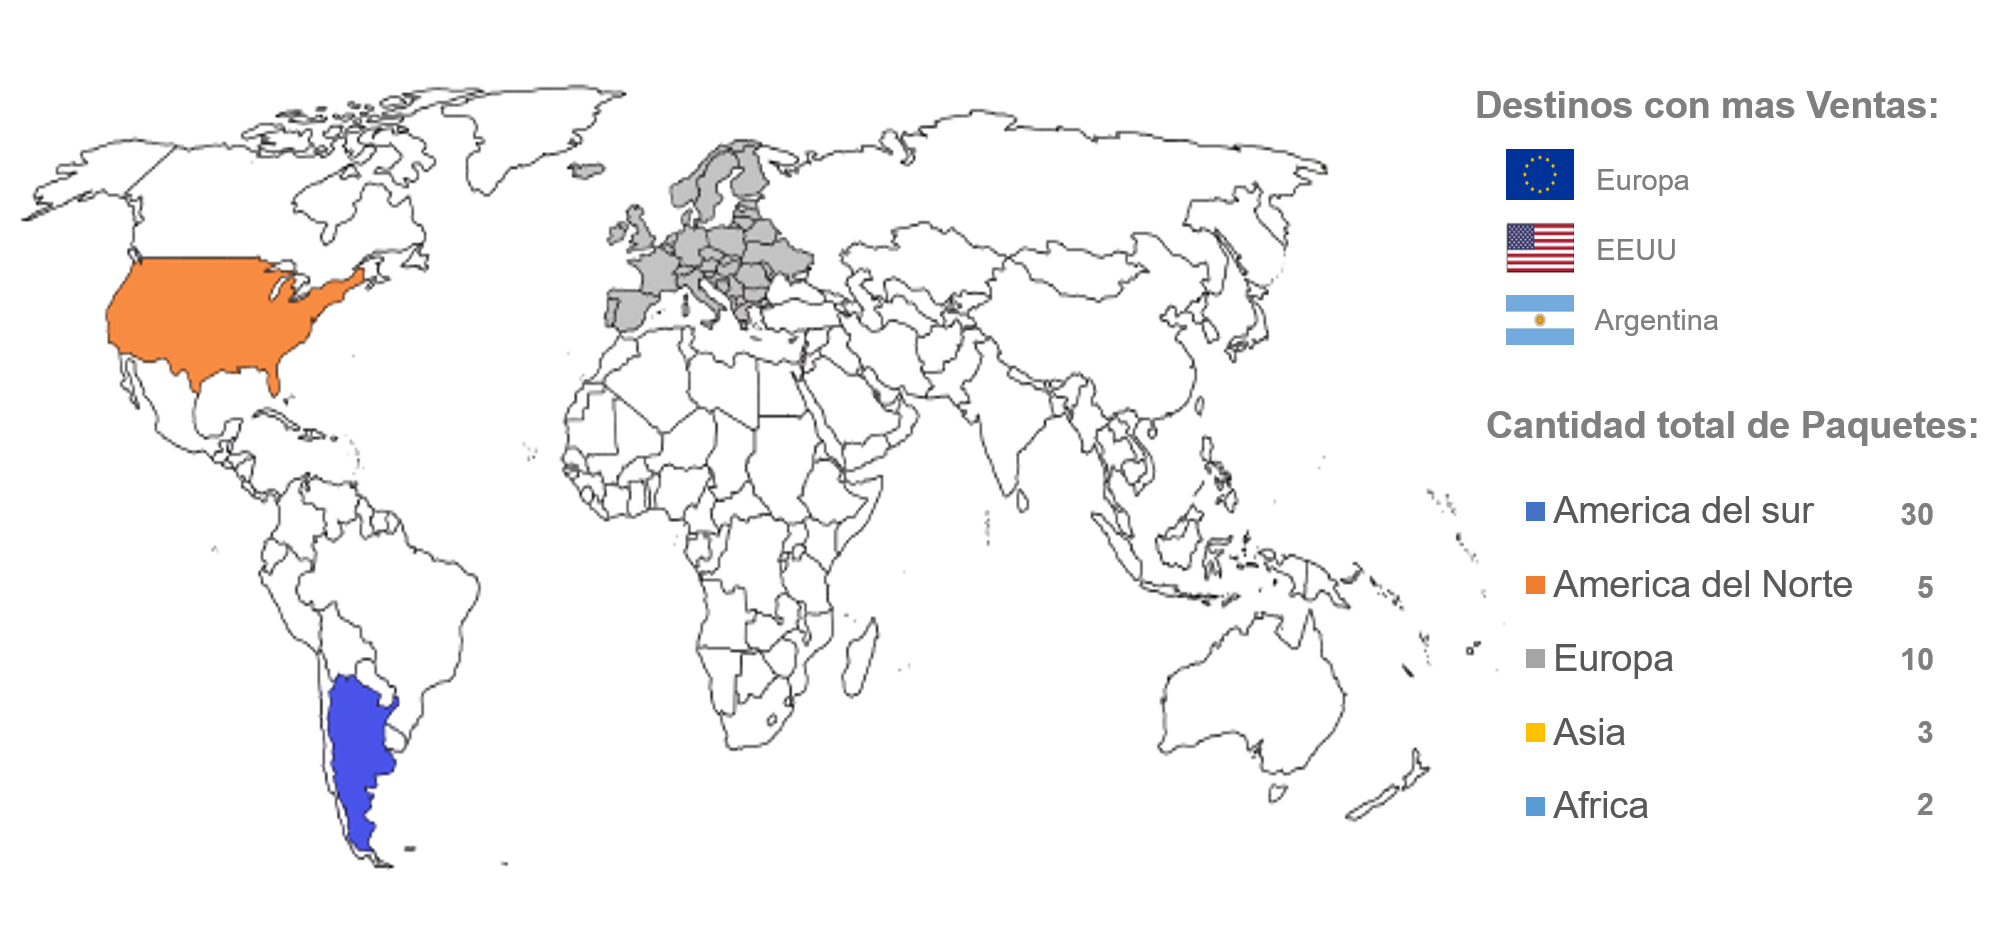 Destinos con mas Ventas:
Europa
EEUU
Argentina
Cantidad total de Paquetes:
America del sur 30
America del Norte 5
Europa 10
Asia 3
Africa 2